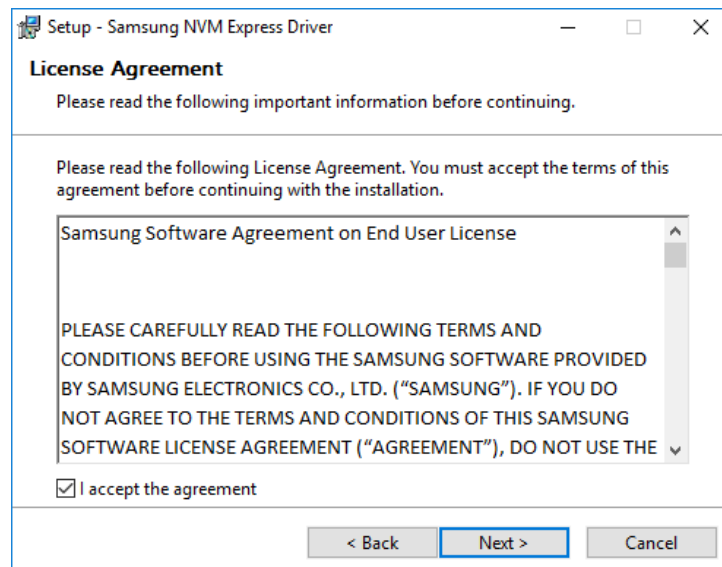 Setup - Samsung NVM Express Driver
License Agreement
Please read the following important information before continuing.
Please read the following License Agreement. You must accept the terms of this
agreement before continuing with the installation.
Samsung Software Agreement on End User License
PLEASE CAREFULLY READ THE FOLLOWING TERMS AND
CONDITIONS BEFORE USING THE SAMSUNG SOFTWARE PROVIDED
BY SAMSUNG ELECTRONICS CO., LTD. (“SAMSUNG”). IF YOU DO
NOT AGREE TO THE TERMS AND CONDITIONS OF THIS SAMSUNG
SOFTWARE LICENSE AGREEMENT (“AGREEMENT”), DO NOT USE THE
I accept the agreement
< Back Next > Cancel